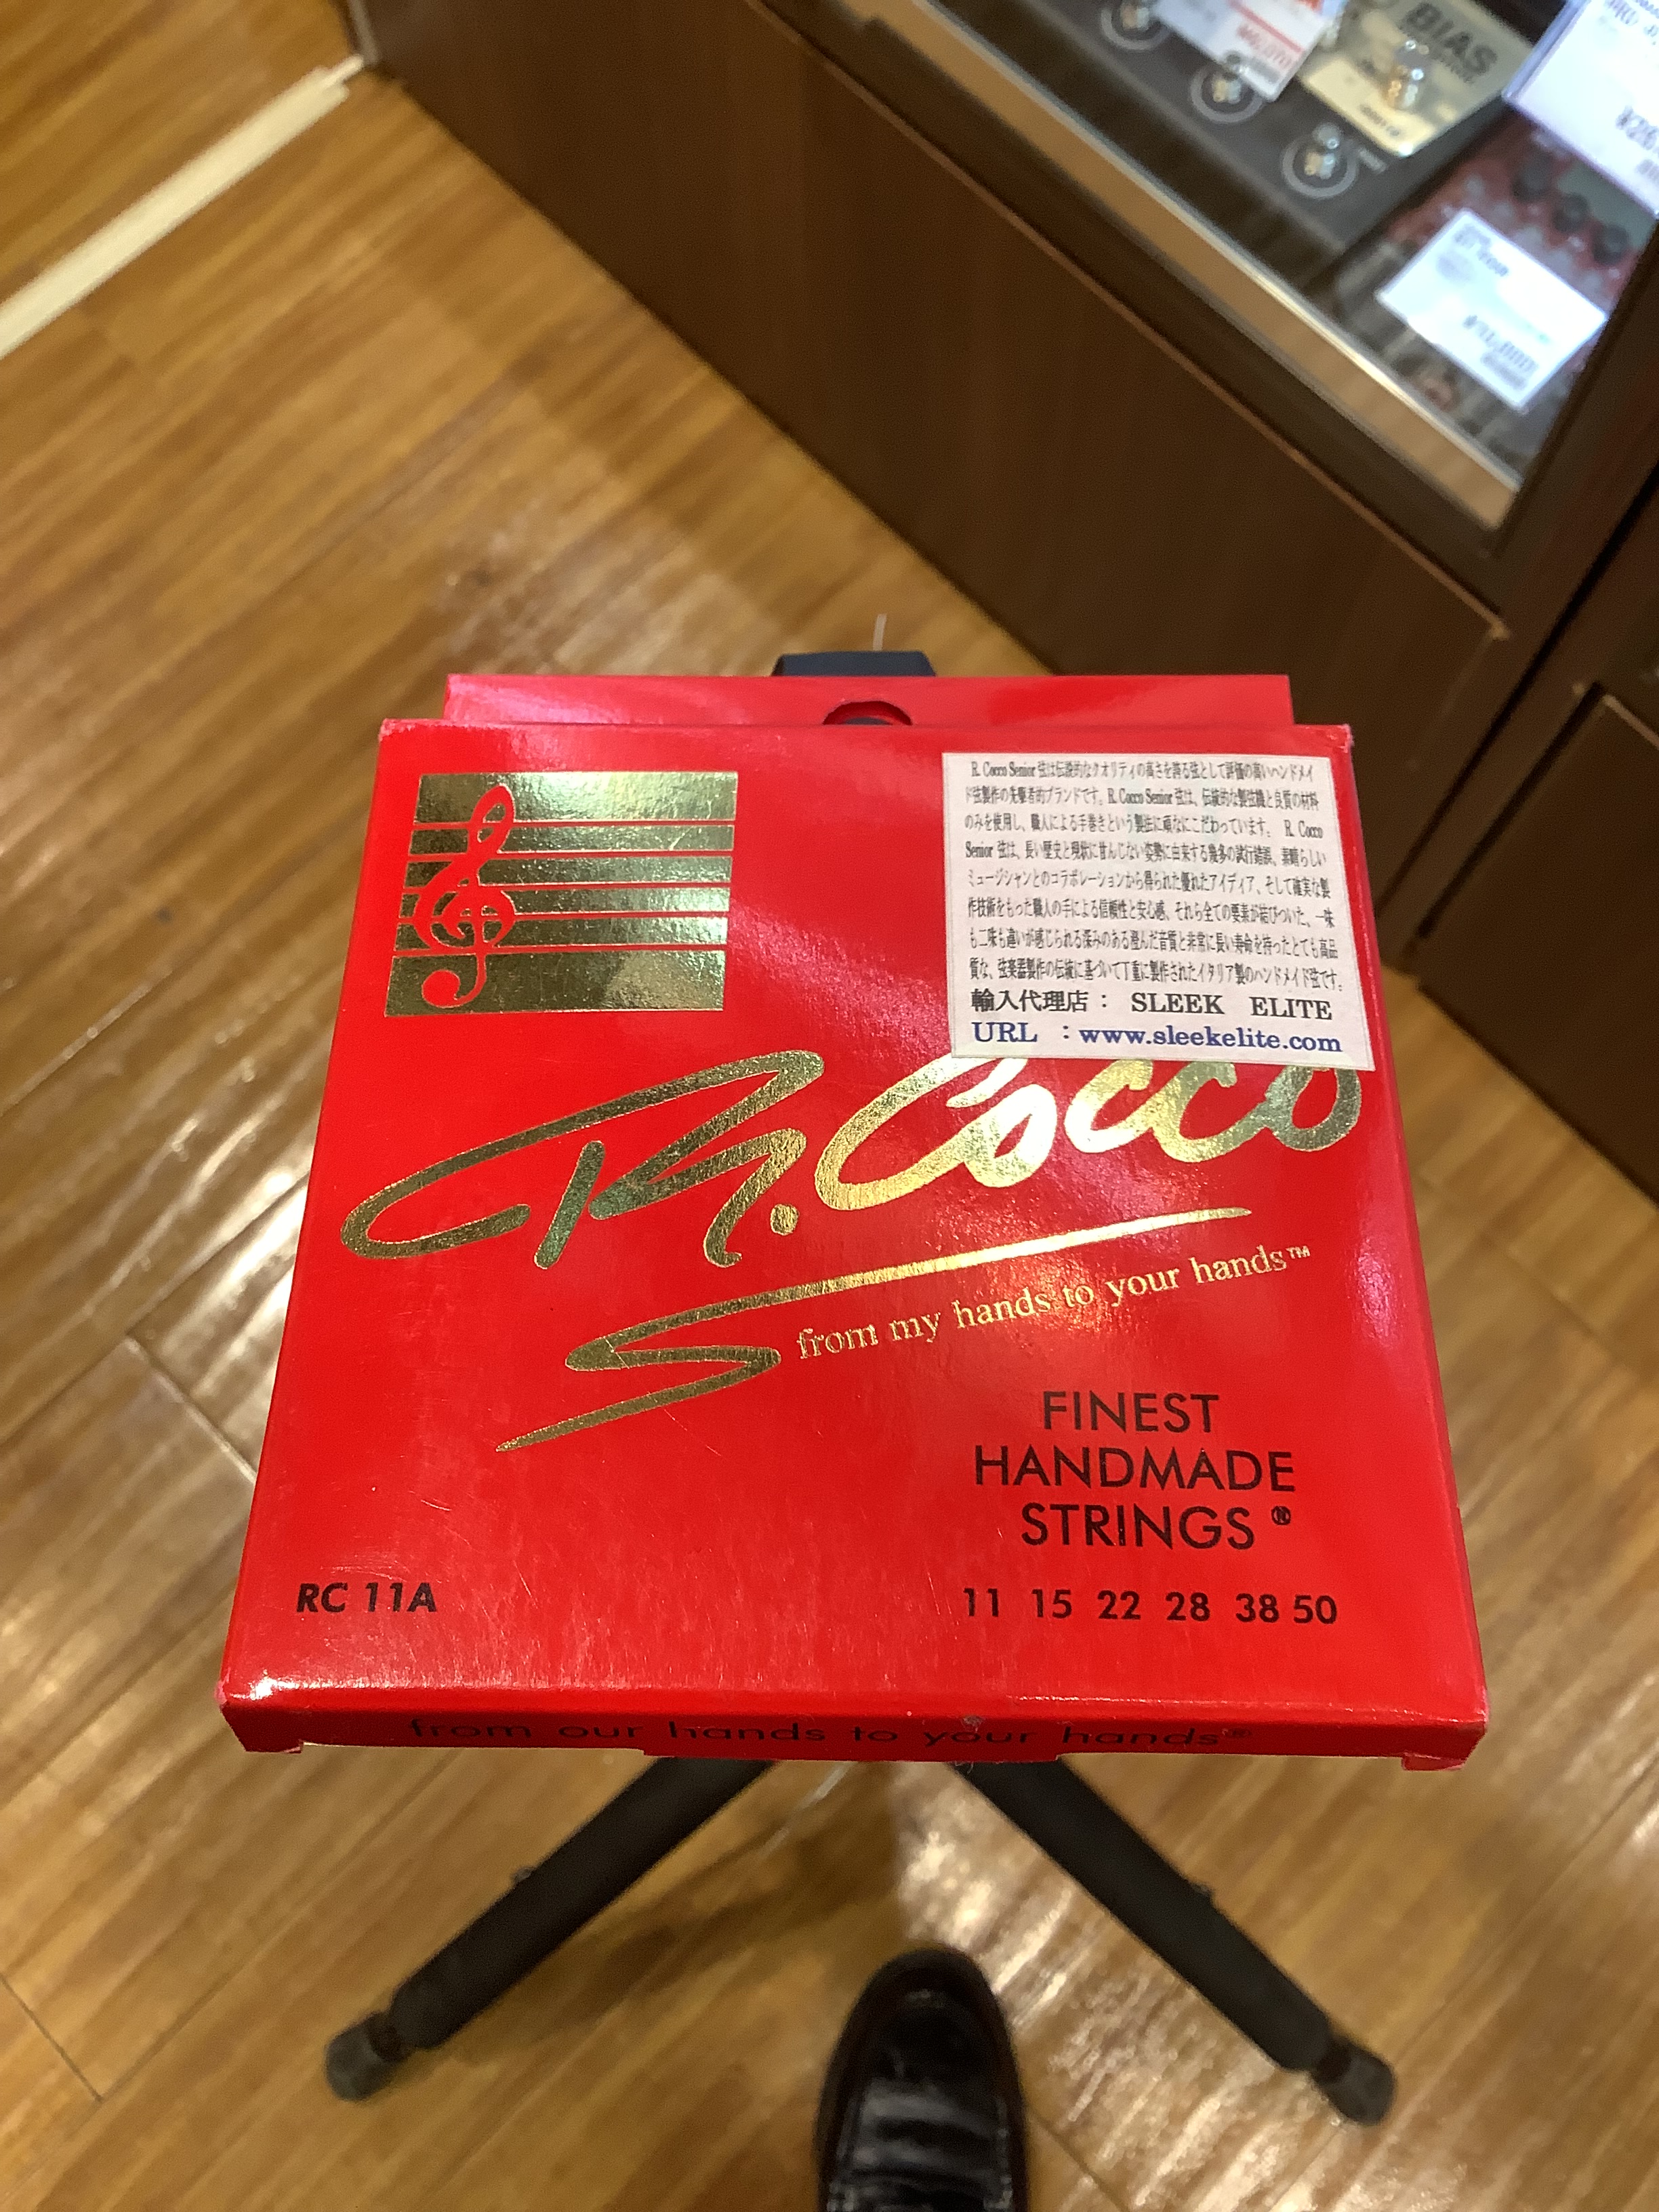 BIAS
R. Cocco Senior 弦は伝統的なクオリティの高さを誇る弦として評価の高いハンドメイ
ド弦製作の先駆者的ブランドです。R. Cocco Senior 弦は、伝統的な製弦機と良質の材料
のみを使用し、職人による手巻きという製法に頑なにこだわっています。 R. Cocco
Senior 弦は、長い歴史と現状に甘んじない姿勢に由来する幾多の試行錯誤、素晴らしい
ミュージシャンとのコラボレーションから得られた優れたアイディア、そして確実な製
作技術をもった職人の手による信頼性と安心感、それら全ての要素が結びついた、一味
も二味も違いが感じられる深みのある澄んだ音質と非常に長い寿命を持ったとても高品
質な、弦楽器製作の伝統に基づいて丁重に製作されたイタリア製のハンドメイド弦です。
輸入代理店： SLEEK ELITE
URL ：www.sleekelite.com
R. Cocco
S
from my hands to your hands™
FINEST
HANDMADE
STRINGS ®
RC 11A
11 15 22 28 38 50
from our hands to your hands®